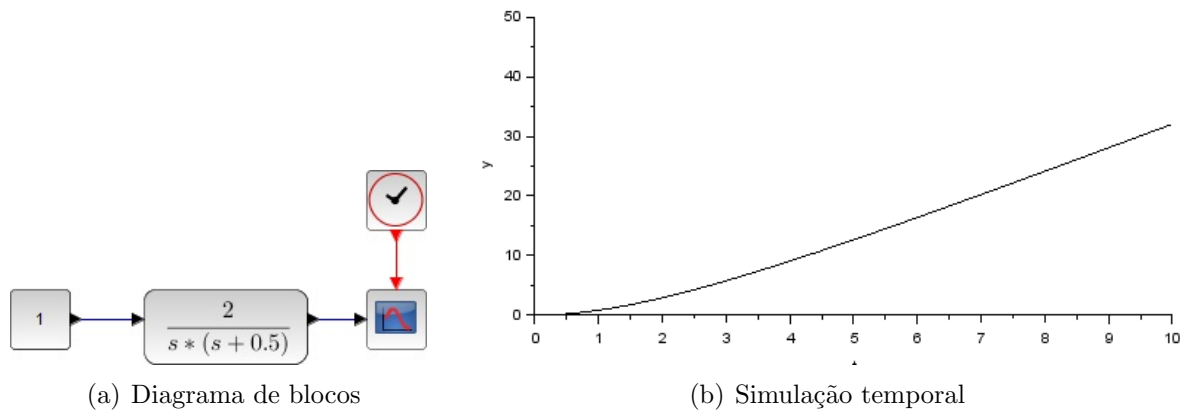 1
2
s ∗ (s + 0.5)
(a) Diagrama de blocos
50
40
30
20
10
0
y
0 1 2 3 4 5 6 7 8 9 10
(b) Simulação temporal